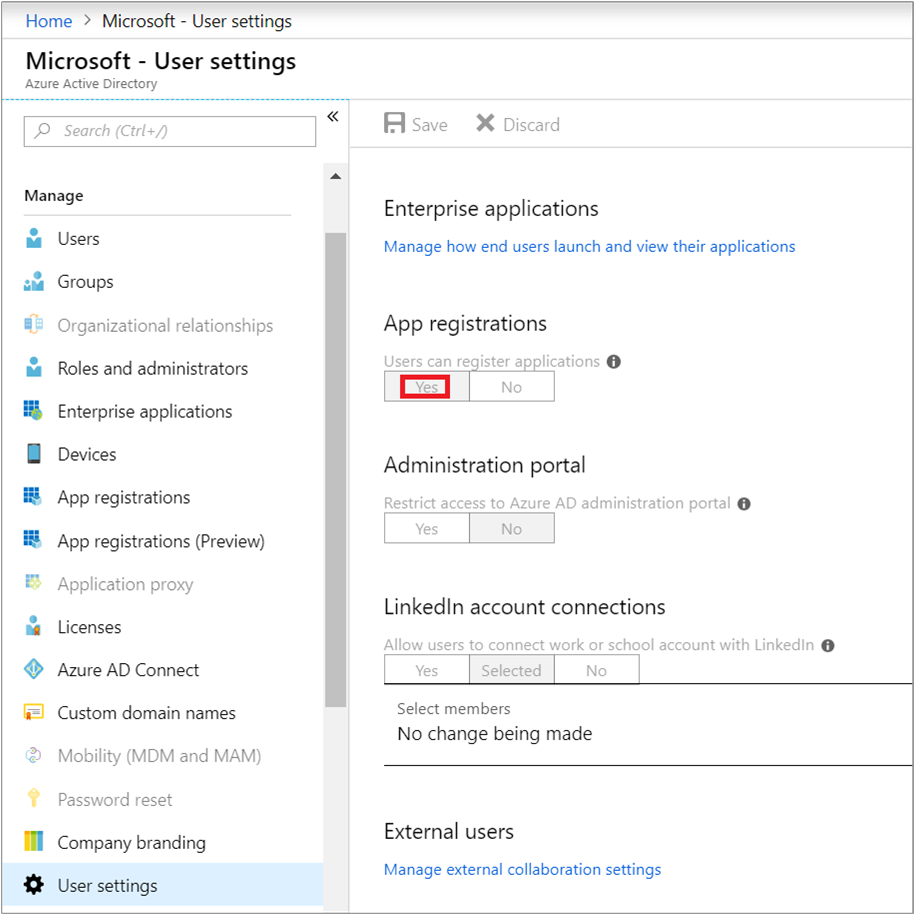 Home > Microsoft - User settings
Microsoft - User settings
Azure Active Directory
Search (Ctrl+/)
«
Manage
Users
Groups
Organizational relationships
Roles and administrators
Enterprise applications
Devices
App registrations
App registrations (Preview)
Application proxy
Licenses
Azure AD Connect
Custom domain names
Mobility (MDM and MAM)
Password reset
Company branding
User settings
Save Discard
Enterprise applications
Manage how end users launch and view their applications
App registrations
Users can register applications
Yes No
Administration portal
Restrict access to Azure AD administration portal
Yes No
LinkedIn account connections
Allow users to connect work or school account with LinkedIn
Yes Selected No
Select members
No change being made
External users
Manage external collaboration settings